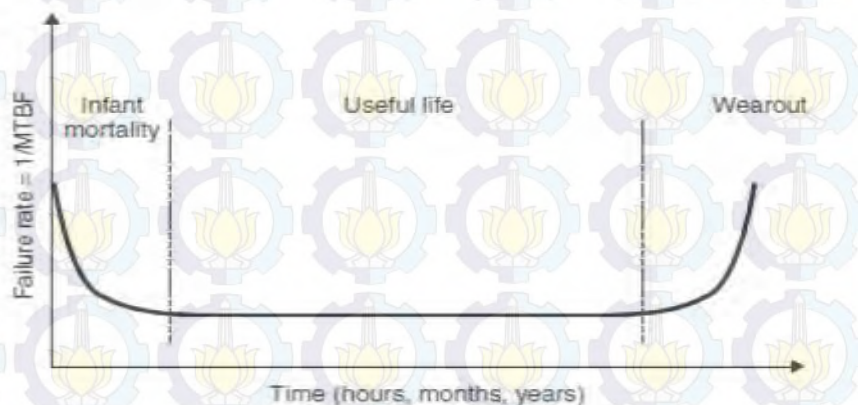 Infant
mortality
Useful life
Wearout
Failure rate = 1/MTBF
Time (hours, months, years)